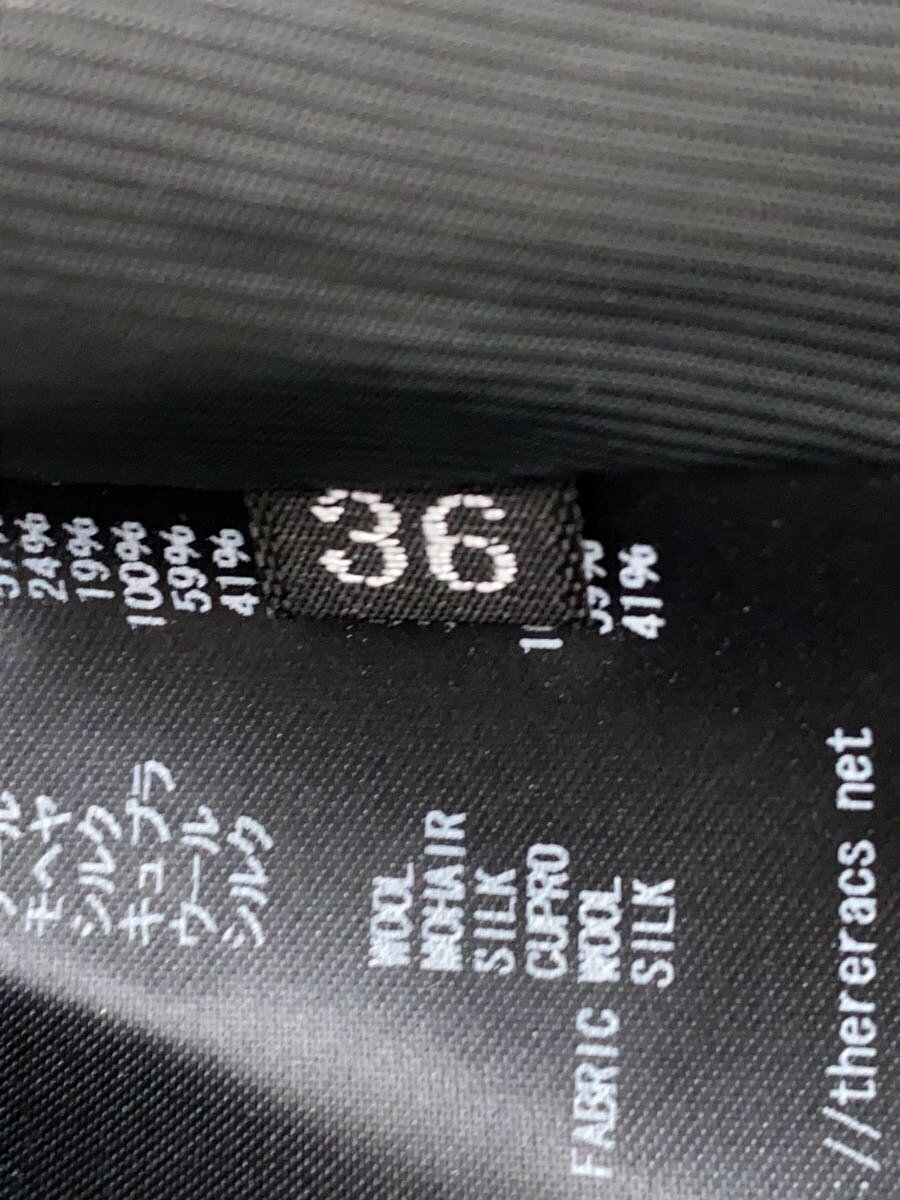 36
モヘヤ 24%
シルク 19%
キュプラ 100%
ウール 59%
シルク 41%
WOOL
MOHAIR
SILK
CUPRO
FABRIC WOOL
SILK 41%
://thereracs.net